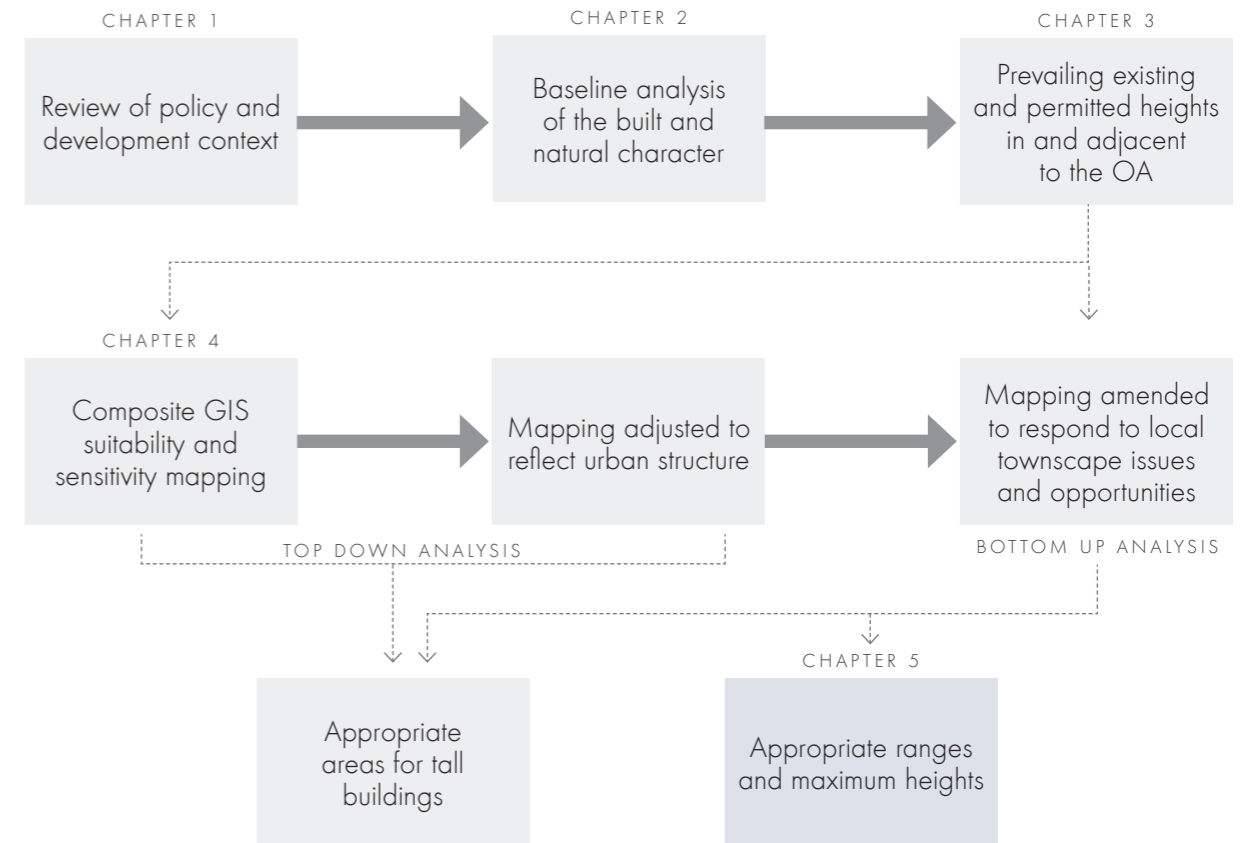 CHAPTER 1
Review of policy and
development context
CHAPTER 2
Baseline analysis
of the built and
natural character
CHAPTER 3
Prevailing existing
and permitted heights
in and adjacent
to the OA
CHAPTER 4
Composite GIS
suitability and
sensitivity mapping
Mapping adjusted to
reflect urban structure
Mapping amended
to respond to local
townscape issues
and opportunities
TOP DOWN ANALYSIS
BOTTOM UP ANALYSIS
Appropriate
areas for tall
buildings
CHAPTER 5
Appropriate ranges
and maximum heights